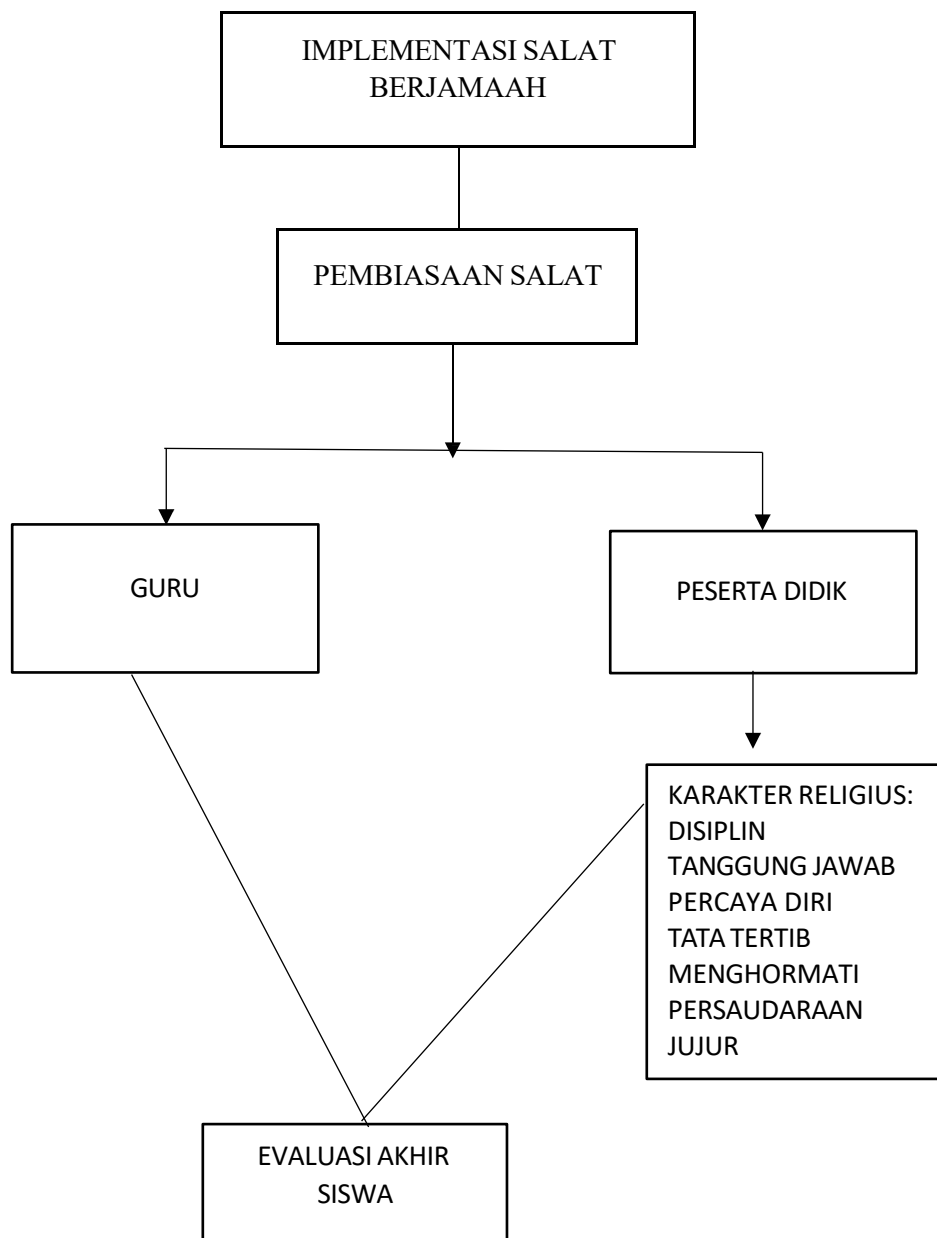 IMPLEMENTASI SALAT
BERJAMAAH
PEMBIASAAN SALAT
GURU
PESERTA DIDIK
KARAKTER RELIGIUS:
DISIPLIN
TANGGUNG JAWAB
PERCAYA DIRI
TATA TERTIB
MENGHORMATI
PERSAUDARAAN
JUJUR
EVALUASI AKHIR
SISWA